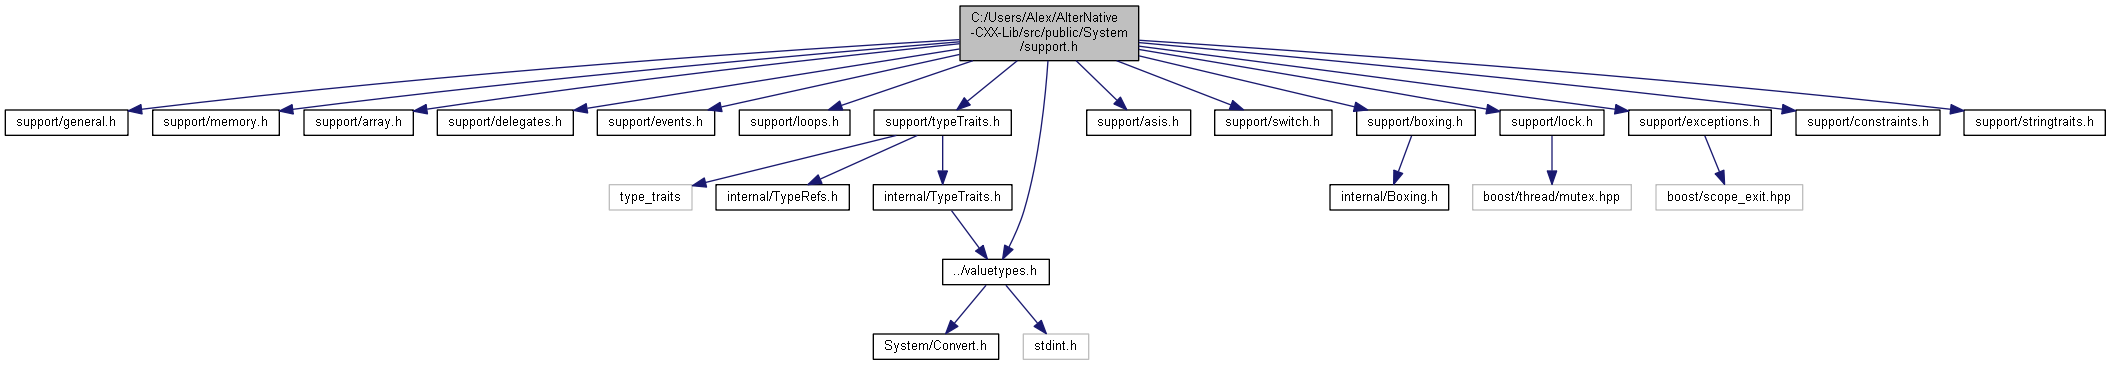 C:/Users/Alex/AlterNative
-CXX-Lib/src/public/System
/support.h
support/general.h
support/memory.h
support/array.h
support/delegates.h
support/events.h
support/loops.h
support/typeTraits.h
support/asis.h
support/switch.h
support/boxing.h
support/lock.h
support/exceptions.h
support/constraints.h
support/stringtraits.h
type_traits
internal/TypeRefs.h
internal/TypeTraits.h
internal/Boxing.h
boost/thread/mutex.hpp
boost/scope_exit.hpp
../valuetypes.h
System/Convert.h
stdint.h